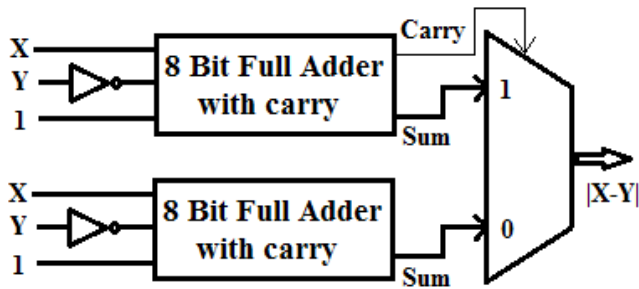 Carry
X
Y
1
8 Bit Full Adder
with carry
1
Sum
|X-Y|
X
Y
1
8 Bit Full Adder
with carry
0
Sum